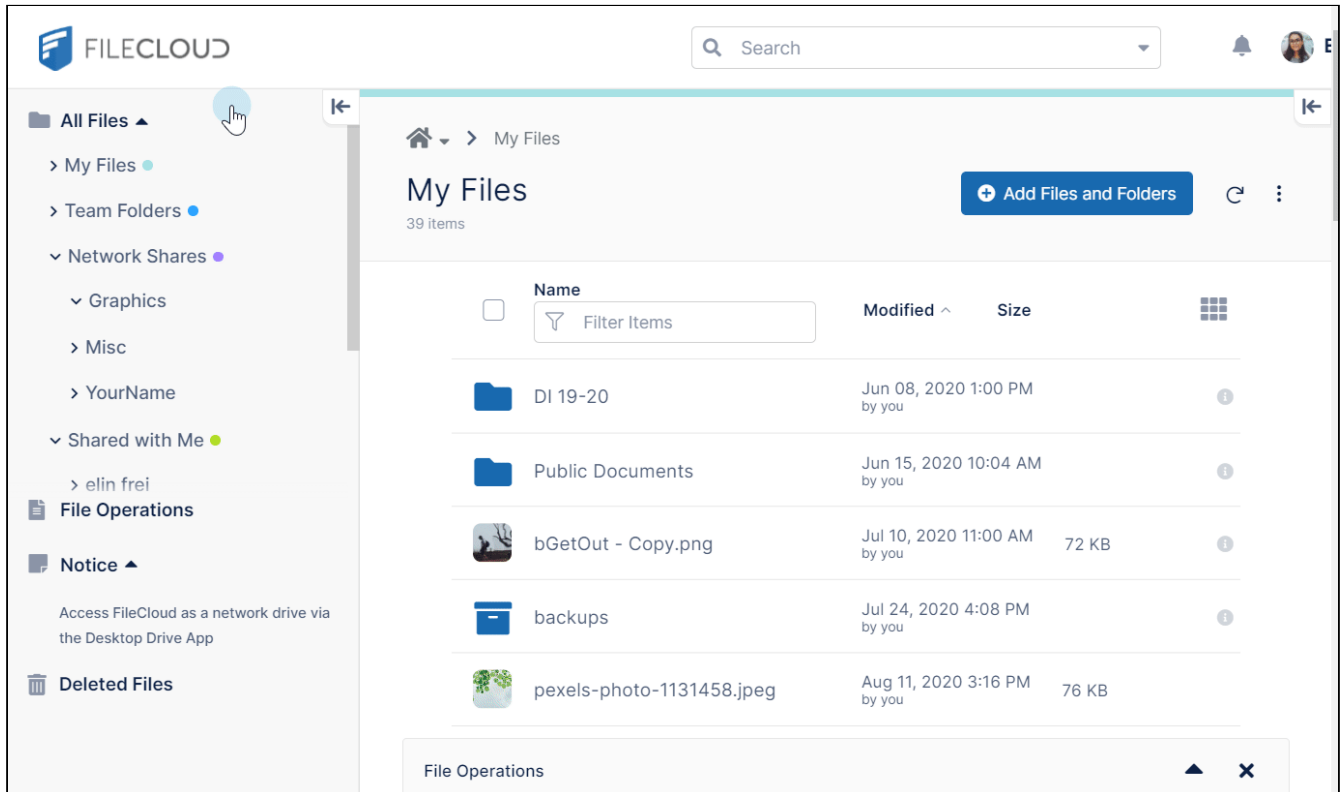 FILECLOUD
Search
E
All Files
My Files
Team Folders
Network Shares
Graphics
Misc
YourName
Shared with Me
elin frei
File Operations
Notice
Access FileCloud as a network drive via
the Desktop Drive App
Deleted Files
My Files
My Files
Add Files and Folders
39 items
Name
Filter Items
Modified
Size
DI 19-20
Jun 08, 2020 1:00 PM
by you
Public Documents
Jun 15, 2020 10:04 AM
by you
bGetOut - Copy.png
Jul 10, 2020 11:00 AM
by you
72 KB
backups
Jul 24, 2020 4:08 PM
by you
pexels-photo-1131458.jpeg
Aug 11, 2020 3:16 PM
by you
76 KB
File Operations